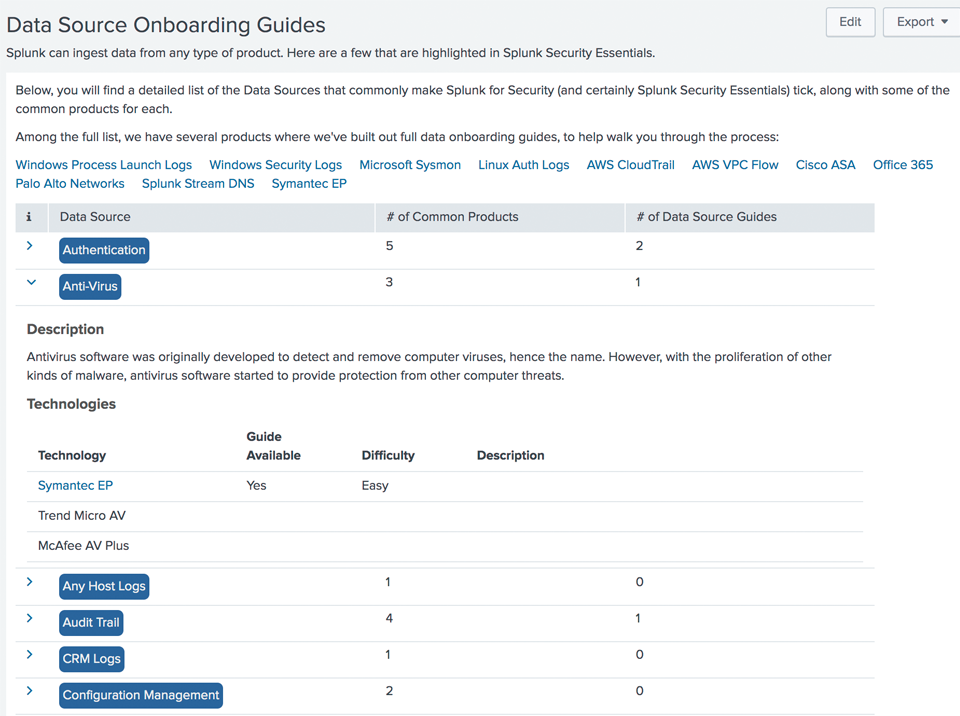 Data Source Onboarding Guides
Edit
Export
Splunk can ingest data from any type of product. Here are a few that are highlighted in Splunk Security Essentials.
Below, you will find a detailed list of the Data Sources that commonly make Splunk for Security (and certainly Splunk Security Essentials) tick, along with some of the
common products for each.
Among the full list, we have several products where we've built out full data onboarding guides, to help walk you through the process:
Windows Process Launch Logs Windows Security Logs Microsoft Sysmon Linux Auth Logs AWS CloudTrail AWS VPC Flow Cisco ASA Office 365
Palo Alto Networks Splunk Stream DNS Symantec EP
i Data Source # of Common Products # of Data Source Guides
Authentication 5 2
Anti-Virus 3 1
Description
Antivirus software was originally developed to detect and remove computer viruses, hence the name. However, with the proliferation of other
kinds of malware, antivirus software started to provide protection from other computer threats.
Technologies
Guide
Technology Available Difficulty Description
Symantec EP Yes Easy
Trend Micro AV
McAfee AV Plus
Any Host Logs 1 0
Audit Trail 4 1
CRM Logs 1 0
Configuration Management 2 0